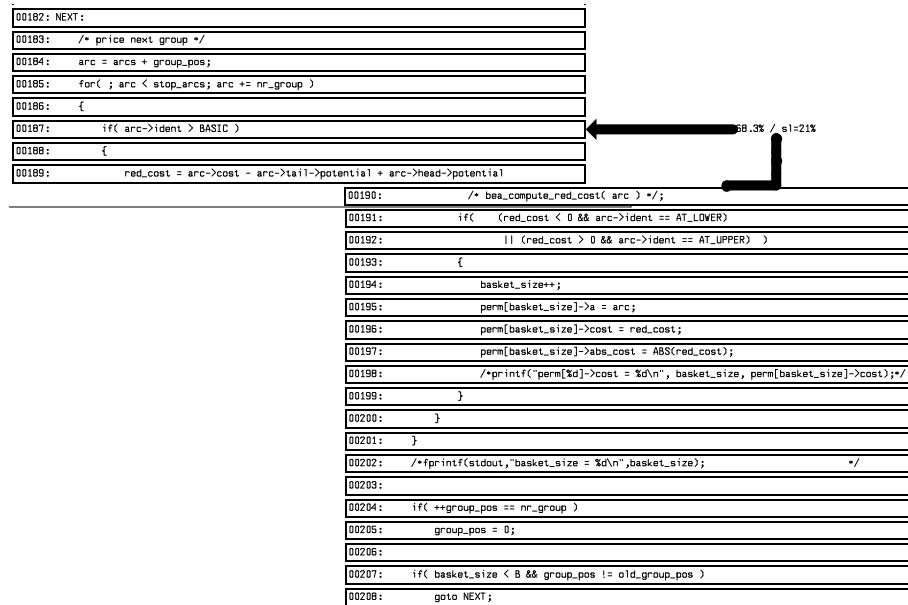 00182: NEXT:
00183: /* price next group */
00184: arc = arcs + group_pos;
00185: for( ; arc < stop_arcs; arc += nr_group )
00186: {
00187: if( arc->ident > BASIC )
68.3% / sl=21%
00188: {
00189: red_cost = arc->cost - arc->tail->potential + arc->head->potential
00190: /* bea_compute_red_cost( arc ) */;
00191: if( (red_cost < 0 && arc->ident == AT_LOWER)
00192: || (red_cost > 0 && arc->ident == AT_UPPER) )
00193: {
00194: basket_size++;
00195: perm[basket_size]->a = arc;
00196: perm[basket_size]->cost = red_cost;
00197: perm[basket_size]->abs_cost = ABS(red_cost);
00198: /*printf("perm[%d]->cost = %d\n", basket_size, perm[basket_size]->cost);*/
00199: }
00200: }
00201: }
00202: /*fprintf(stdout,"basket_size = %d\n",basket_size); */
00203:
00204: if( ++group_pos == nr_group )
00205: group_pos = 0;
00206:
00207: if( basket_size < B && group_pos != old_group_pos )
00208: goto NEXT;